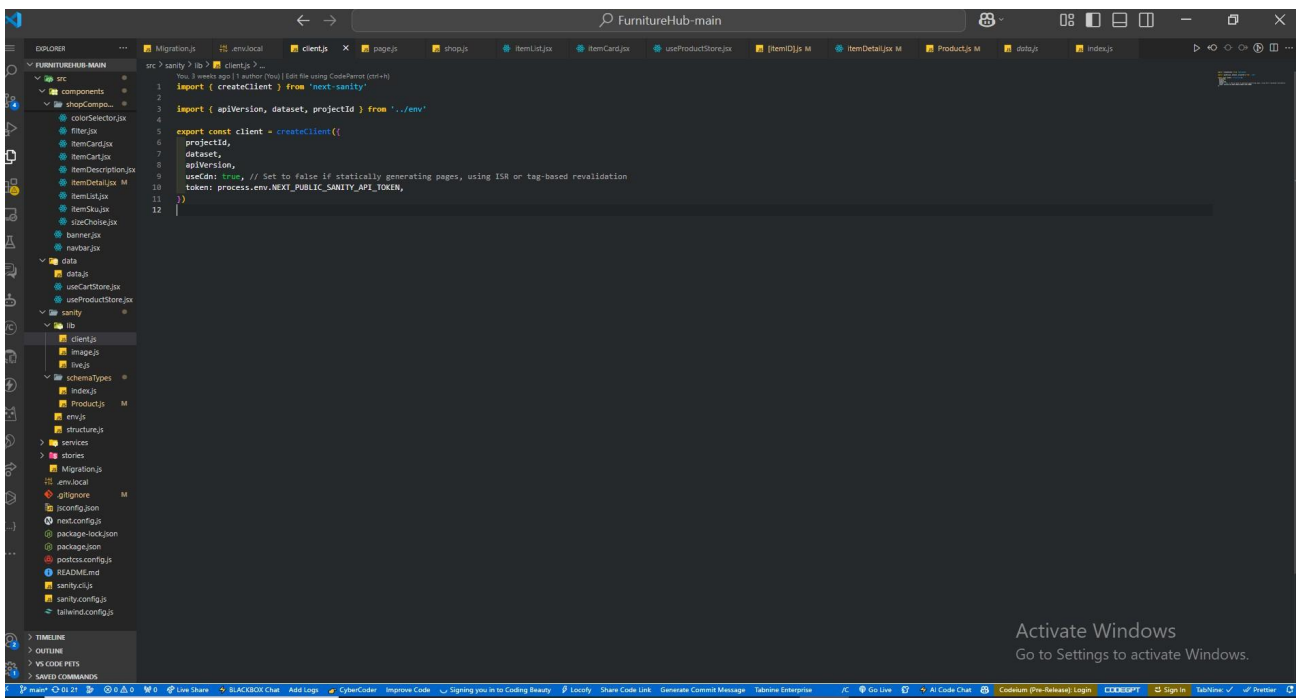 FurnitureHub-main
EXPLORER
Migration.js
.env.local
client.js
page.js
shop.js
itemList.jsx
itemCard.jsx
useProductStore.jsx
[itemID].js M
itemDetail.jsx M
Product.js M
data.js
index.js
FURNITUREHUB-MAIN
src
components
shopCompo...
colorSelector.jsx
filter.jsx
itemCard.jsx
itemCart.jsx
itemDescription.jsx
itemDetail.jsx M
itemList.jsx
itemSku.jsx
sizeChoise.jsx
banner.jsx
navbar.jsx
data
data.js
useCartStore.jsx
useProductStore.jsx
sanity
lib
client.js
image.js
live.js
schemaTypes
index.js
Product.js M
env.js
structure.js
services
stories
Migration.js
.env.local
.gitignore M
jsconfig.json
next.config.js
package-lock.json
package.json
postcss.config.js
README.md
sanity.cli.js
sanity.config.js
tailwind.config.js
TIMELINE
OUTLINE
VS CODE PETS
SAVED COMMANDS
src > sanity > lib > client.js > ...
You, 3 weeks ago | 1 author (You) | Edit file using CodeParrot (ctrl+h)
1 import { createClient } from 'next-sanity'
2
3 import { apiVersion, dataset, projectId } from '../env'
4
5 export const client = createClient({
6 projectId,
7 dataset,
8 apiVersion,
9 useCdn: true, // Set to false if statically generating pages, using ISR or tag-based revalidation
10 token: process.env.NEXT_PUBLIC_SANITY_API_TOKEN,
11 })
12
Activate Windows
Go to Settings to activate Windows.
main* 0 0 0 Live Share BLACKBOX Chat Add Logs CyberCoder Improve Code Signing you in to Coding Beauty Locofy Share Code Link Generate Commit Message Tabnine Enterprise Go Live AI Code Chat Codeium (Pre-Release): Login CODEGPT Sign In TabNine: ✓ Prettier